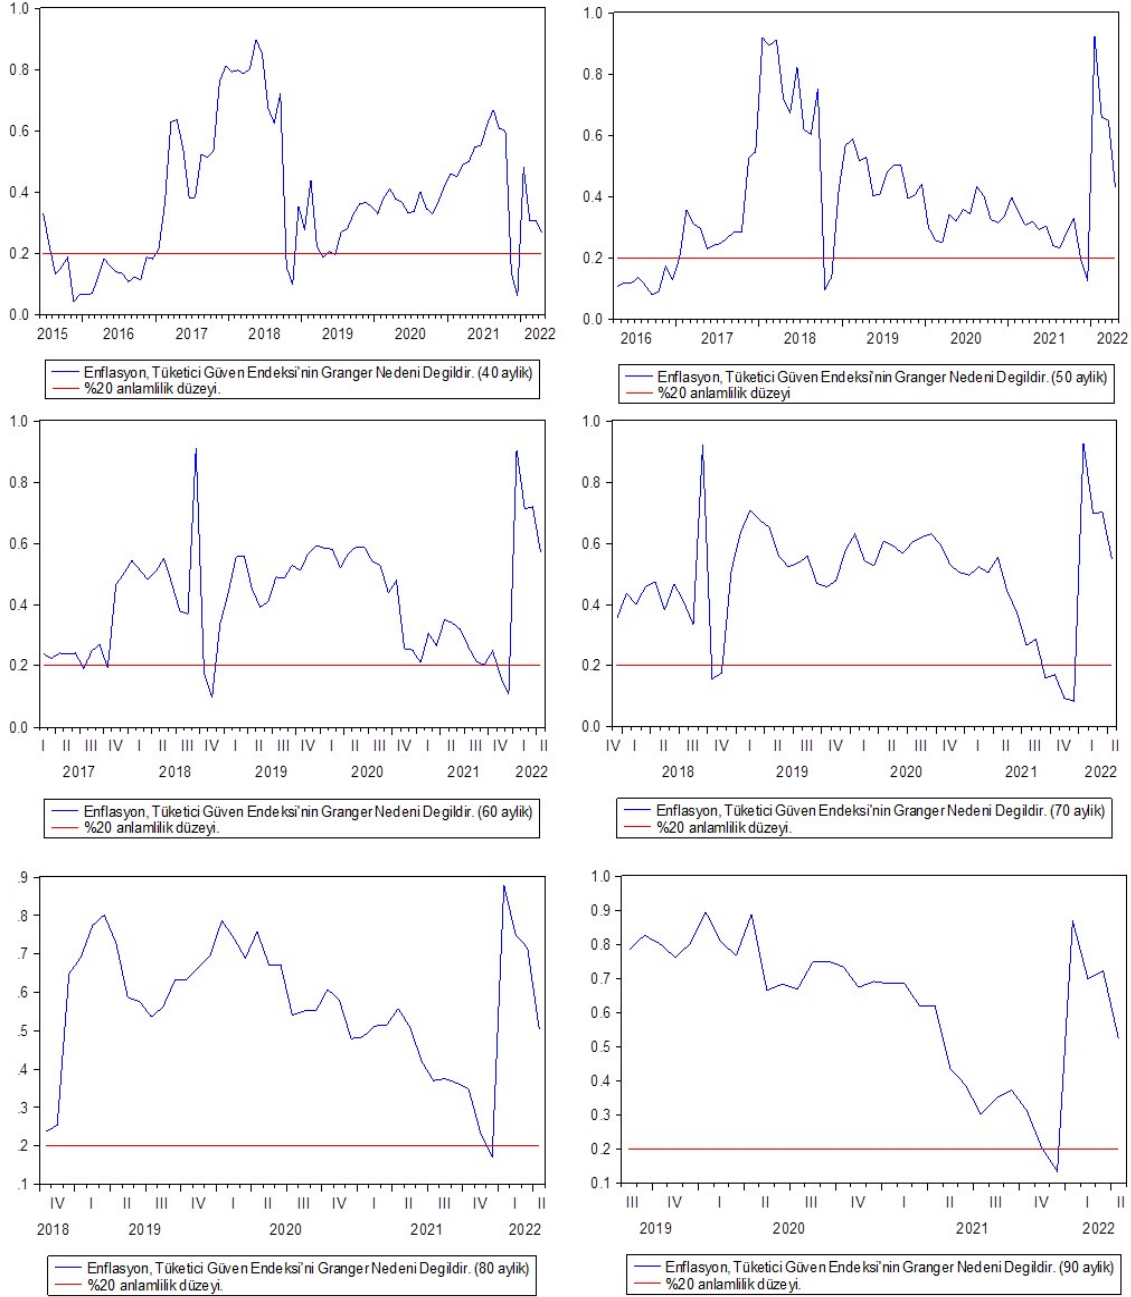 1.0
0.8
0.6
0.4
0.2
0.0
2015 2016 2017 2018 2019 2020 2021 2022
Enflasyon, Tüketici Güven Endeksi'nin Granger Nedeni Degildir. (40 aylik)
%20 anlamlilik düzeyi.
1.0
0.8
0.6
0.4
0.2
0.0
2016 2017 2018 2019 2020 2021 2022
Enflasyon, Tüketici Güven Endeksi'nin Granger Nedeni Degildir. (50 aylik)
%20 anlamlilik düzeyi
1.0
0.8
0.6
0.4
0.2
0.0
I II III IV I II III IV I II III IV I II III IV I II III IV I II
2017 2018 2019 2020 2021 2022
Enflasyon, Tüketici Güven Endeksi'nin Granger Nedeni Degildir. (60 aylik)
%20 anlamlilik düzeyi.
1.0
0.8
0.6
0.4
0.2
0.0
IV I II III IV I II III IV I II III IV I II III IV I II
2018 2019 2020 2021 2022
Enflasyon, Tüketici Güven Endeksi'nin Granger Nedeni Degildir. (70 aylik)
%20 anlamlilik düzeyi.
.9
.8
.7
.6
.5
.4
.3
.2
.1
IV I II III IV I II III IV I II III IV I II
2018 2019 2020 2021 2022
Enflasyon, Tüketici Güven Endeksi'ni Granger Nedeni Degildir. (80 aylik)
%20 anlamlilik düzeyi.
1.0
0.9
0.8
0.7
0.6
0.5
0.4
0.3
0.2
0.1
III IV I II III IV I II III IV I II
2019 2020 2021 2022
Enflasyon, Tüketici Güven Endeksi'nin Granger Nedeni Degildir. (90 aylik)
%20 anlamlilik düzeyi.